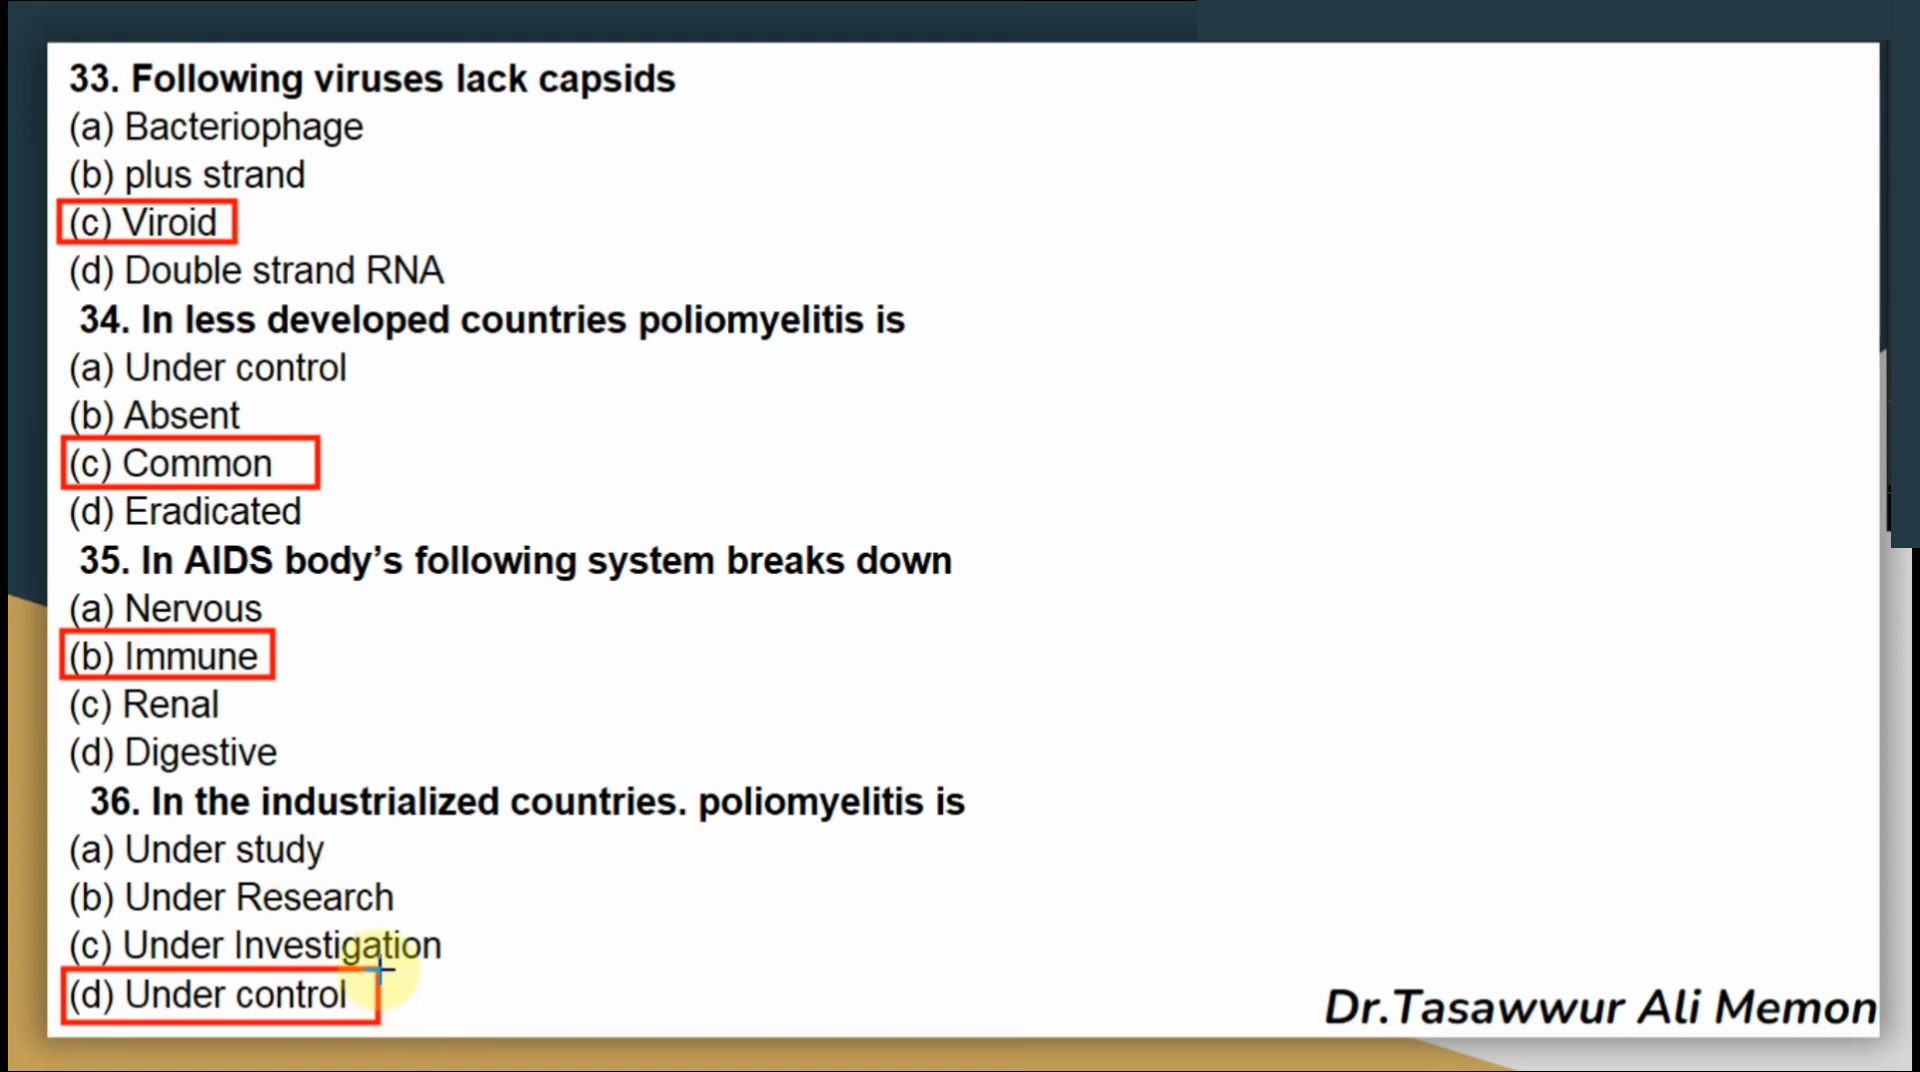 33. Following viruses lack capsids
(a) Bacteriophage
(b) plus strand
(c) Viroid
(d) Double strand RNA
34. In less developed countries poliomyelitis is
(a) Under control
(b) Absent
(c) Common
(d) Eradicated
35. In AIDS body’s following system breaks down
(a) Nervous
(b) Immune
(c) Renal
(d) Digestive
36. In the industrialized countries. poliomyelitis is
(a) Under study
(b) Under Research
(c) Under Investigation
(d) Under control
Dr.Tasawwur Ali Memon